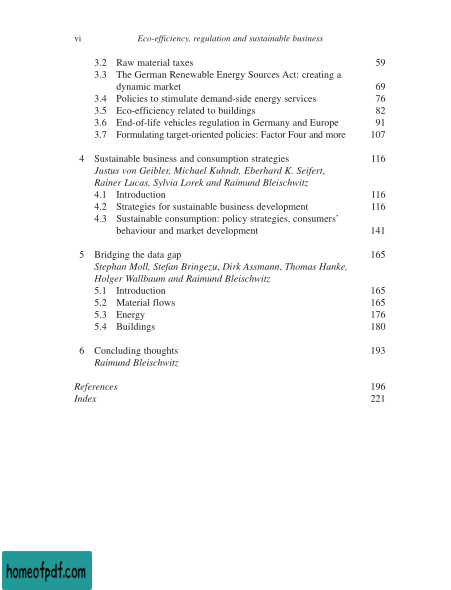 vi Eco-efficiency, regulation and sustainable business
3.2 Raw material taxes 59
3.3 The German Renewable Energy Sources Act: creating a
dynamic market 69
3.4 Policies to stimulate demand-side energy services 76
3.5 Eco-efficiency related to buildings 82
3.6 End-of-life vehicles regulation in Germany and Europe 91
3.7 Formulating target-oriented policies: Factor Four and more 107
4 Sustainable business and consumption strategies 116
Justus von Geibler, Michael Kuhndt, Eberhard K. Seifert,
Rainer Lucas, Sylvia Lorek and Raimund Bleischwitz
4.1 Introduction 116
4.2 Strategies for sustainable business development 116
4.3 Sustainable consumption: policy strategies, consumers’
behaviour and market development 141
5 Bridging the data gap 165
Stephan Moll, Stefan Bringezu, Dirk Assmann, Thomas Hanke,
Holger Wallbaum and Raimund Bleischwitz
5.1 Introduction 165
5.2 Material flows 165
5.3 Energy 176
5.4 Buildings 180
6 Concluding thoughts 193
Raimund Bleischwitz
References 196
Index 221
homeofpdf.com